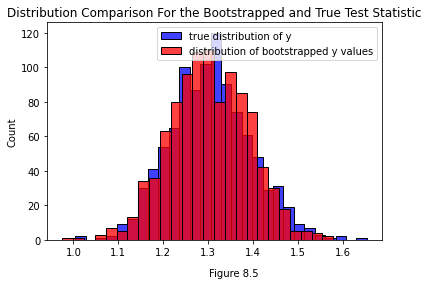 Distribution Comparison For the Bootstrapped and True Test Statistic
true distribution of y
distribution of bootstrapped y values
120
100
80
60
40
20
0
Count
1.0 1.1 1.2 1.3 1.4 1.5 1.6
Figure 8.5